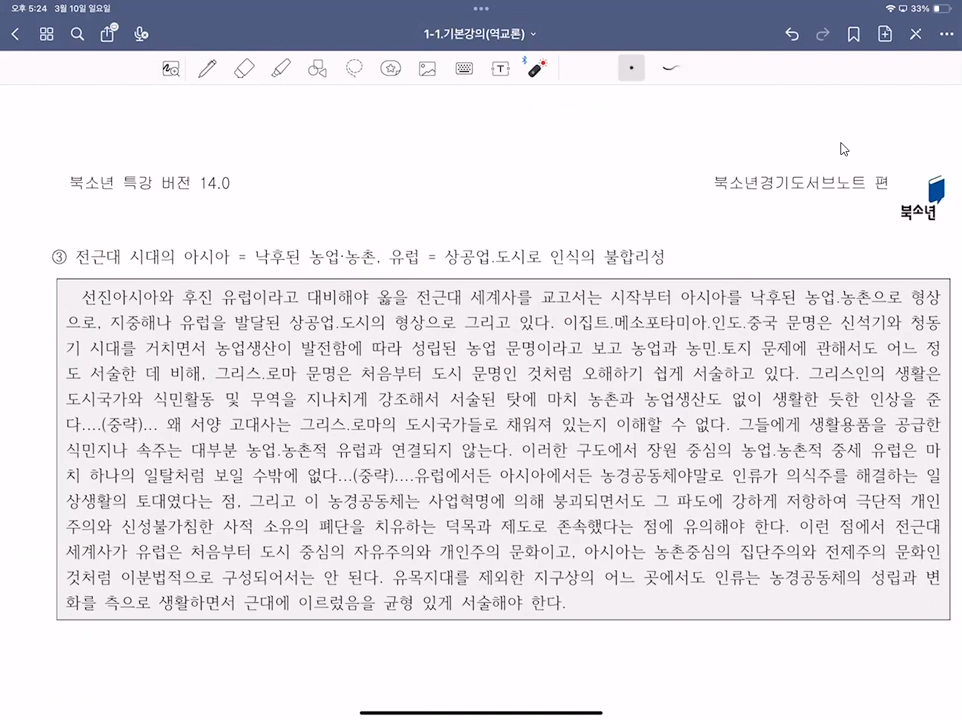 오후 5:24 3월 10일 일요일
33%
1-1.기본강의(역교론)
T
북소년 특강 버전 14.0
북소년경기도서브노트 편
북소년
③ 전근대 시대의 아시아 = 낙후된 농업·농촌, 유럽 = 상공업.도시로 인식의 불합리성
선진아시아와 후진 유럽이라고 대비해야 옳을 전근대 세계사를 교고서는 시작부터 아시아를 낙후된 농업.농촌으로 형상
으로, 지중해나 유럽을 발달된 상공업.도시의 형상으로 그리고 있다. 이집트.메소포타미아.인도.중국 문명은 신석기와 청동
기 시대를 거치면서 농업생산이 발전함에 따라 성립된 농업 문명이라고 보고 농업과 농민.토지 문제에 관해서도 어느 정
도 서술한 데 비해, 그리스.로마 문명은 처음부터 도시 문명인 것처럼 오해하기 쉽게 서술하고 있다. 그리스인의 생활은
도시국가와 식민활동 및 무역을 지나치게 강조해서 서술된 탓에 마치 농촌과 농업생산도 없이 생활한 듯한 인상을 준
다....(중략)... 왜 서양 고대사는 그리스.로마의 도시국가들로 채워져 있는지 이해할 수 없다. 그들에게 생활용품을 공급한
식민지나 속주는 대부분 농업.농촌적 유럽과 연결되지 않는다. 이러한 구도에서 장원 중심의 농업.농촌적 중세 유럽은 마
치 하나의 일탈처럼 보일 수밖에 없다...(중략)....유럽에서든 아시아에서든 농경공동체야말로 인류가 의식주를 해결하는 일
상생활의 토대였다는 점, 그리고 이 농경공동체는 사업혁명에 의해 붕괴되면서도 그 파도에 강하게 저항하여 극단적 개인
주의와 신성불가침한 사적 소유의 폐단을 치유하는 덕목과 제도로 존속했다는 점에 유의해야 한다. 이런 점에서 전근대
세계사가 유럽은 처음부터 도시 중심의 자유주의와 개인주의 문화이고, 아시아는 농촌중심의 집단주의와 전제주의 문화인
것처럼 이분법적으로 구성되어서는 안 된다. 유목지대를 제외한 지구상의 어느 곳에서도 인류는 농경공동체의 성립과 변
화를 측으로 생활하면서 근대에 이르렀음을 균형 있게 서술해야 한다.